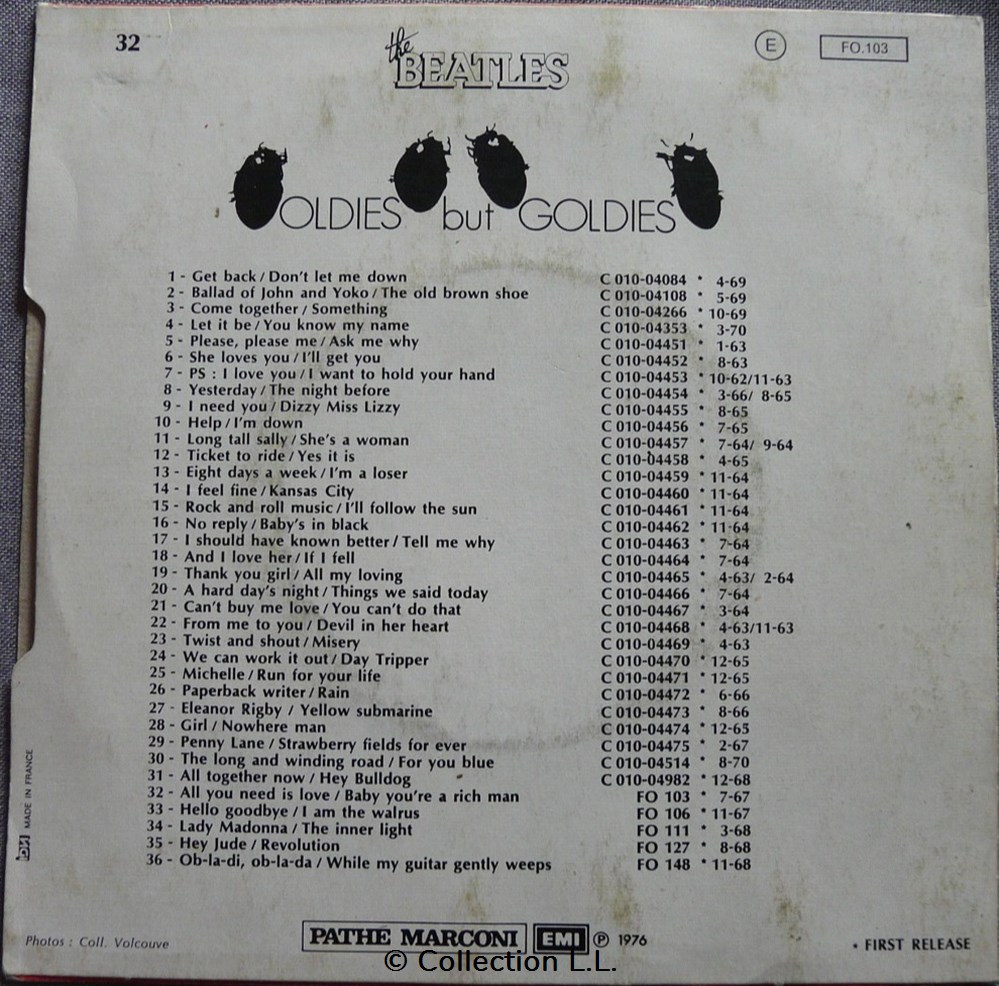 32
the BEATLES
E
FO.103
OLDIES but GOLDIES
1 - Get back / Don't let me down C 010-04084 * 4-69
2 - Ballad of John and Yoko / The old brown shoe C 010-04108 * 5-69
3 - Come together / Something C 010-04266 * 10-69
4 - Let it be / You know my name C 010-04353 * 3-70
5 - Please, please me / Ask me why C 010-04451 * 1-63
6 - She loves you / I'll get you C 010-04452 * 8-63
7 - PS : I love you / I want to hold your hand C 010-04453 * 10-62/11-63
8 - Yesterday / The night before C 010-04454 * 3-66/ 8-65
9 - I need you / Dizzy Miss Lizzy C 010-04455 * 8-65
10 - Help / I'm down C 010-04456 * 7-65
11 - Long tall sally / She's a woman C 010-04457 * 7-64/ 9-64
12 - Ticket to ride / Yes it is C 010-04458 * 4-65
13 - Eight days a week / I'm a loser C 010-04459 * 11-64
14 - I feel fine / Kansas City C 010-04460 * 11-64
15 - Rock and roll music / I'll follow the sun C 010-04461 * 11-64
16 - No reply / Baby's in black C 010-04462 * 11-64
17 - I should have known better / Tell me why C 010-04463 * 7-64
18 - And I love her / If I fell C 010-04464 * 7-64
19 - Thank you girl / All my loving C 010-04465 * 4-63/ 2-64
20 - A hard day's night / Things we said today C 010-04466 * 7-64
21 - Can't buy me love / You can't do that C 010-04467 * 3-64
22 - From me to you / Devil in her heart C 010-04468 * 4-63/11-63
23 - Twist and shout / Misery C 010-04469 * 4-63
24 - We can work it out / Day Tripper C 010-04470 * 12-65
25 - Michelle / Run for your life C 010-04471 * 12-65
26 - Paperback writer / Rain C 010-04472 * 6-66
27 - Eleanor Rigby / Yellow submarine C 010-04473 * 8-66
28 - Girl / Nowhere man C 010-04474 * 12-65
29 - Penny Lane / Strawberry fields for ever C 010-04475 * 2-67
30 - The long and winding road / For you blue C 010-04514 * 8-70
31 - All together now / Hey Bulldog C 010-04982 * 12-68
32 - All you need is love / Baby you're a rich man FO 103 * 7-67
33 - Hello goodbye / I am the walrus FO 106 * 11-67
34 - Lady Madonna / The inner light FO 111 * 3-68
35 - Hey Jude / Revolution FO 127 * 8-68
36 - Ob-la-di, ob-la-da / While my guitar gently weeps FO 148 * 11-68
MADE IN FRANCE
Photos : Coll. Volcouve
PATHÉ MARCONI EMI ℗ 1976
* FIRST RELEASE
© Collection L.L.